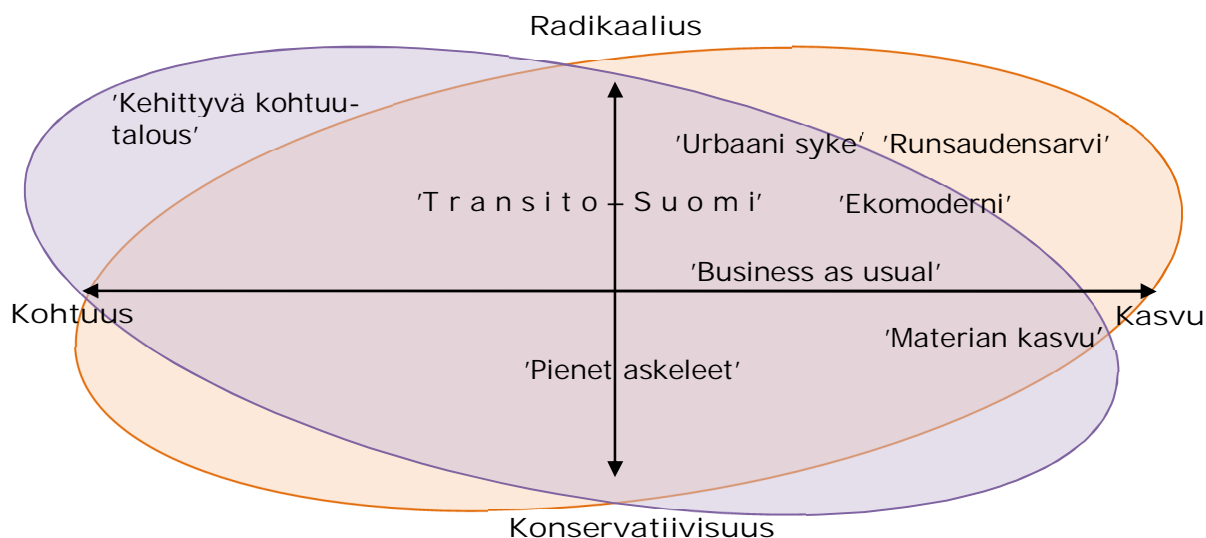 Radikaalius
'Kehittyvä kohtuu-
talous'
'Urbaani syke' 'Runsaudensarvi'
'Transito-Suomi' 'Ekomoderni'
'Business as usual'
Kohtuus
Kasvu
'Materian kasvu'
'Pienet askeleet'
Konservatiivisuus